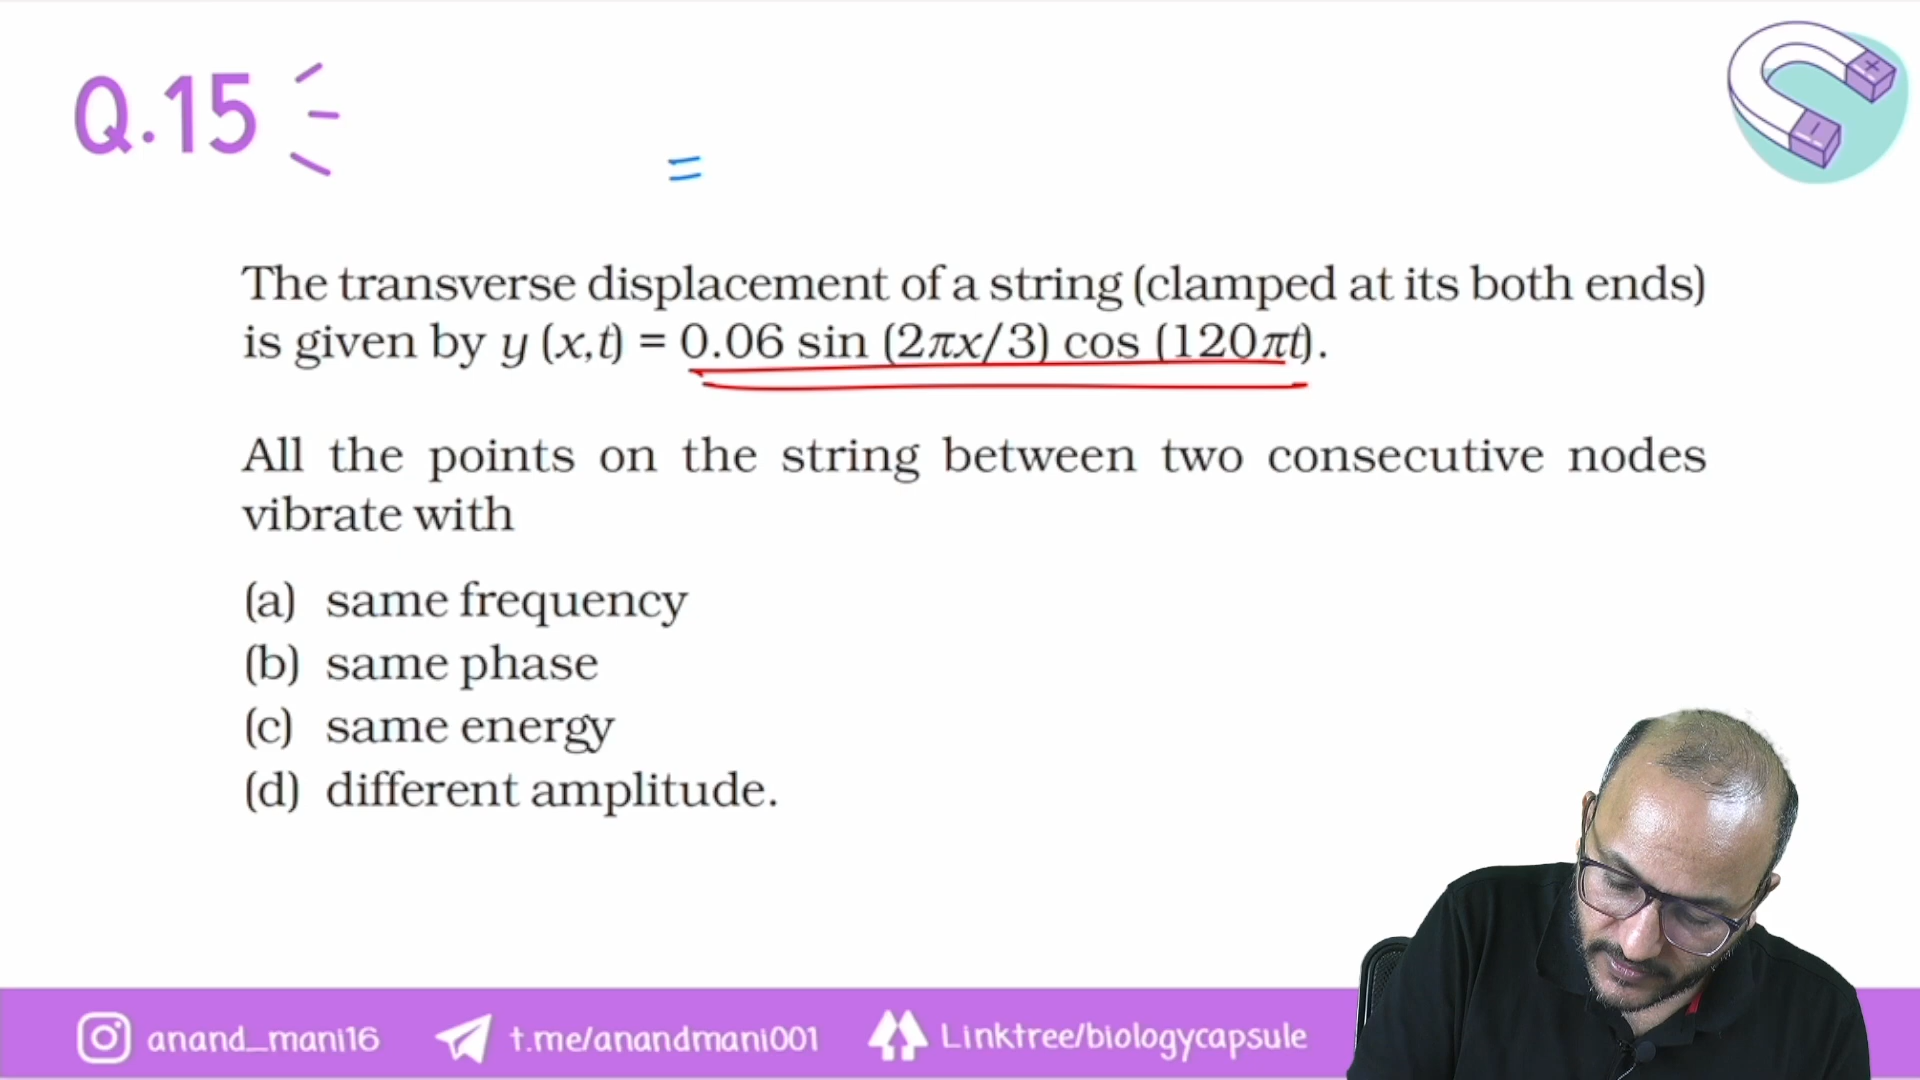 Q.15
=
The transverse displacement of a string (clamped at its both ends)
is given by y (x,t) = 0.06 sin (2πx/3) cos (120πt).
All the points on the string between two consecutive nodes
vibrate with
(a) same frequency
(b) same phase
(c) same energy
(d) different amplitude.
anand_mani16 t.me/anandmani001 Linktree/biologycapsule